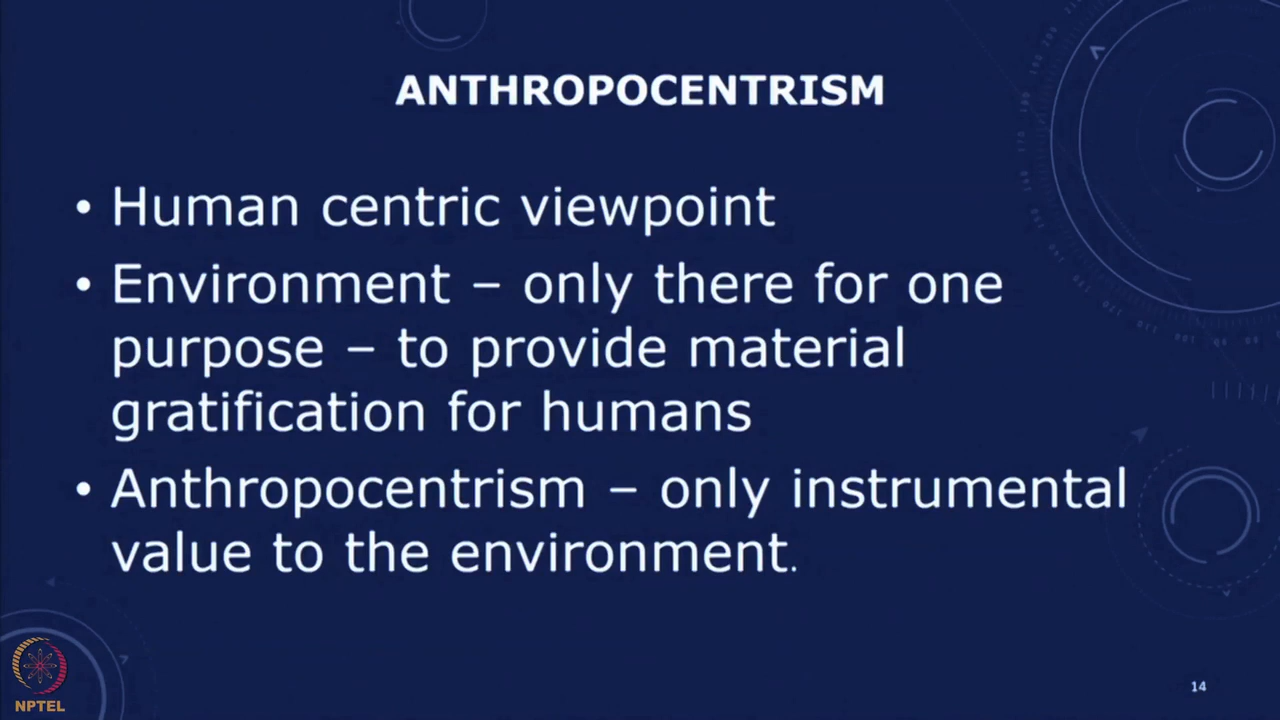 ANTHROPOCENTRISM
• Human centric viewpoint
• Environment – only there for one
purpose – to provide material
gratification for humans
• Anthropocentrism – only instrumental
value to the environment.
NPTEL
14